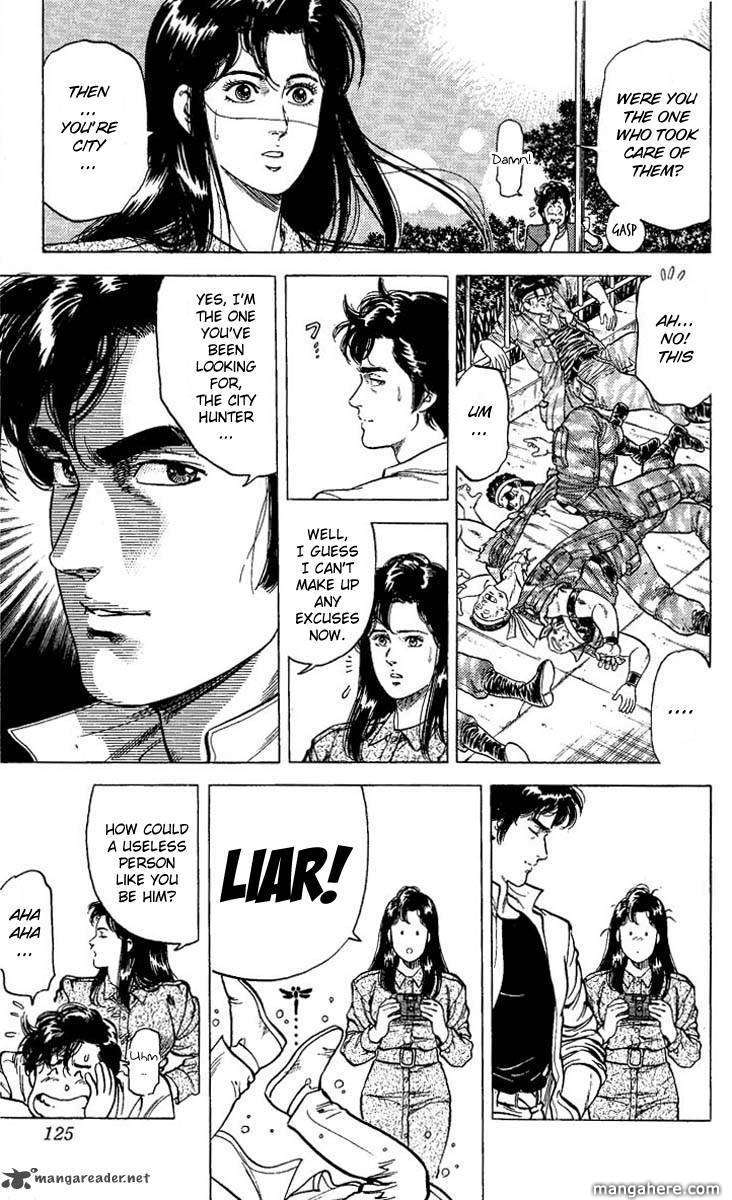 WERE YOU
THE ONE
WHO TOOK
CARE OF
THEM?
Damn!
GASP
THEN
...
YOU'RE
CITY
...
AH...
NO!
THIS
UM
...
....
WELL,
I GUESS
I CAN'T
MAKE UP
ANY
EXCUSES
NOW.
YES, I'M
THE ONE
YOU'VE
BEEN
LOOKING
FOR,
THE CITY
HUNTER
...
LIAR!
HOW COULD
A USELESS
PERSON
LIKE YOU
BE HIM?
AHA
AHA
...
Uhm
125
mangareader.net
mangahere.com